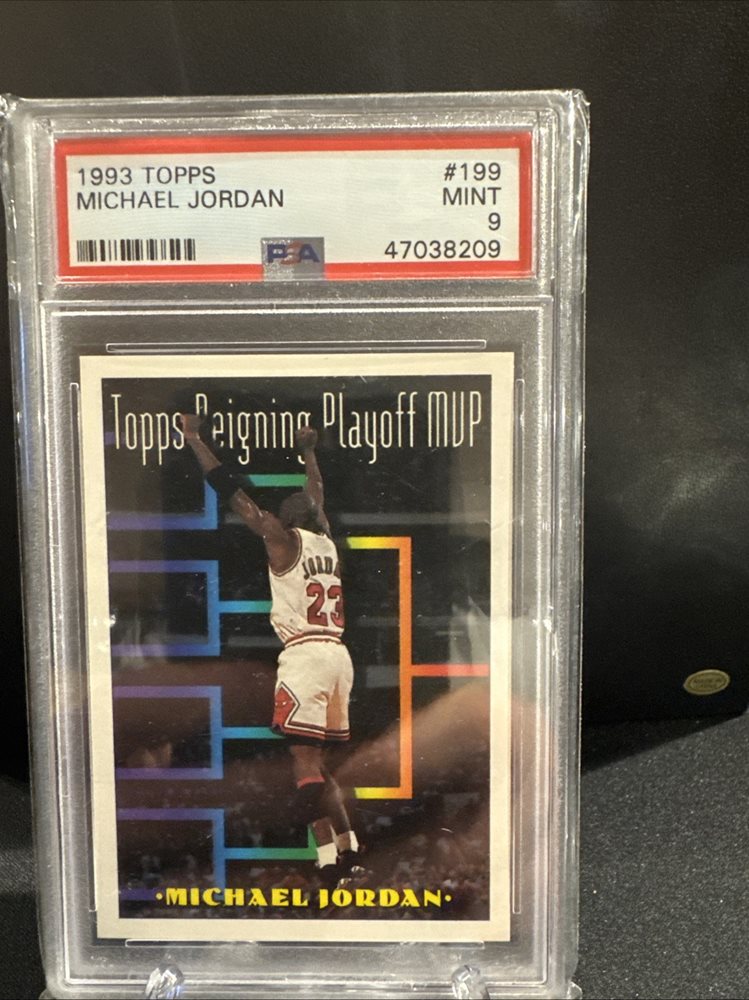 1993 TOPPS #199
MICHAEL JORDAN MINT
9
PSA 47038209
Topps Reigning Playoff MVP
JORDAN
23
·MICHAEL JORDAN·